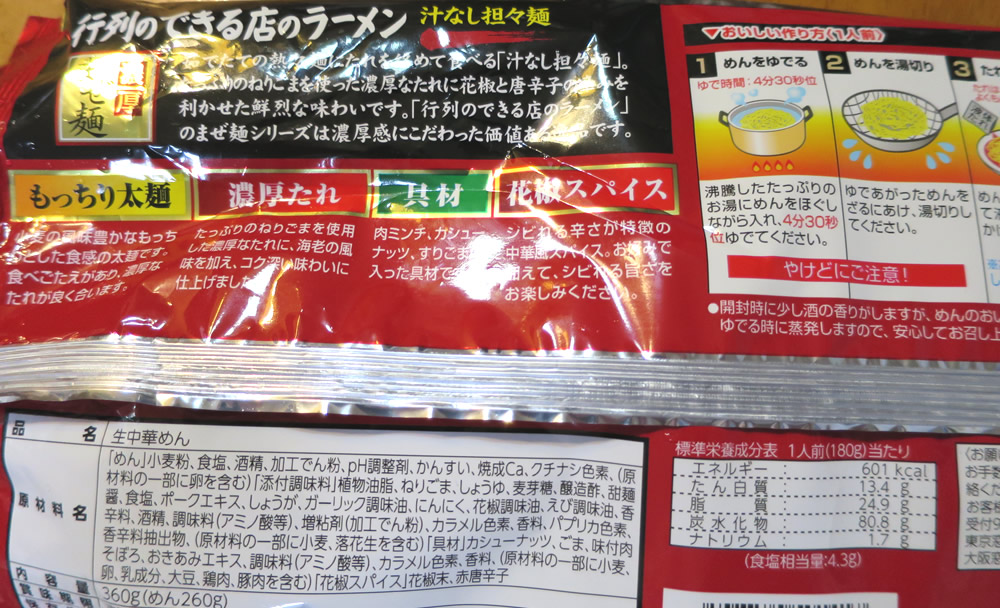 行列のできる店のラーメン 汁なし担々麺
濃厚
麺
めて食べる「汁なし担々麺」。
ねりごまを使った濃厚なたれに花椒と唐辛子の
利かせた鮮烈な味わいです。「行列のできる店のラーメン」
のまぜ麺シリーズは濃厚感にこだわった価値あ
もっちり太麺
小麦の風味豊かなもっち
りとした食感の太麺です。
食べごたえがあり、濃厚な
たれが良く合います。
濃厚たれ
たっぷりのねりごまを使用
した濃厚なたれに、海老の風
味を加え、コク深い味わいに
仕上げまし
具材
肉ミンチ、カシュー
ナッツ、すりごま
入った具材で
花椒スパイス
シビれる辛さが特徴の
中華風スパイス。お好みで
加えて、シビれる旨さを
お楽しみください。
▼おいしい作り方(1人前)
1 めんをゆでる
ゆで時間:4分30秒位
沸騰したたっぷりの
お湯にめんをほぐし
ながら入れ、4分30秒
位ゆでてください。
2 めんを湯切り
ゆであがっためんを
ざるにあけ、湯切りし
てください。
3 たれ
やけどにご注意!
●開封時に少し酒の香りがしますが、めんのおい
ゆでる時に蒸発しますので、安心してお召し上
品名 生中華めん
原材料名
「めん」小麦粉、食塩、酒精、加工でん粉、pH調整剤、かんすい、焼成Ca、クチナシ色素、(原
材料の一部に卵を含む)「添付調味料」植物油脂、ねりごま、しょうゆ、麦芽糖、醸造酢、甜麺
醤、食塩、ポークエキス、しょうが、ガーリック調味油、にんにく、花椒調味油、えび調味油、香
辛料、酒精、調味料(アミノ酸等)、増粘剤(加工でん粉)、カラメル色素、香料、パプリカ色素、
香辛料抽出物、(原材料の一部に小麦、落花生を含む)「具材」カシューナッツ、ごま、味付肉
そぼろ、おきあみエキス、調味料(アミノ酸等)、カラメル色素、香料、(原材料の一部に小麦、
卵、乳成分、大豆、鶏肉、豚肉を含む)「花椒スパイス」花椒末、赤唐辛子
内容量 360g(めん260g)
標準栄養成分表 1人前(180g)当たり
エネルギー : 601 kcal
たん白質 : 13.4 g
脂質 : 24.9 g
炭水化物 : 80.8 g
ナトリウム : 1.7 g
(食塩相当量:4.3g)
〈お願
お手数
絡くだ
お客様
受付
東京
大阪